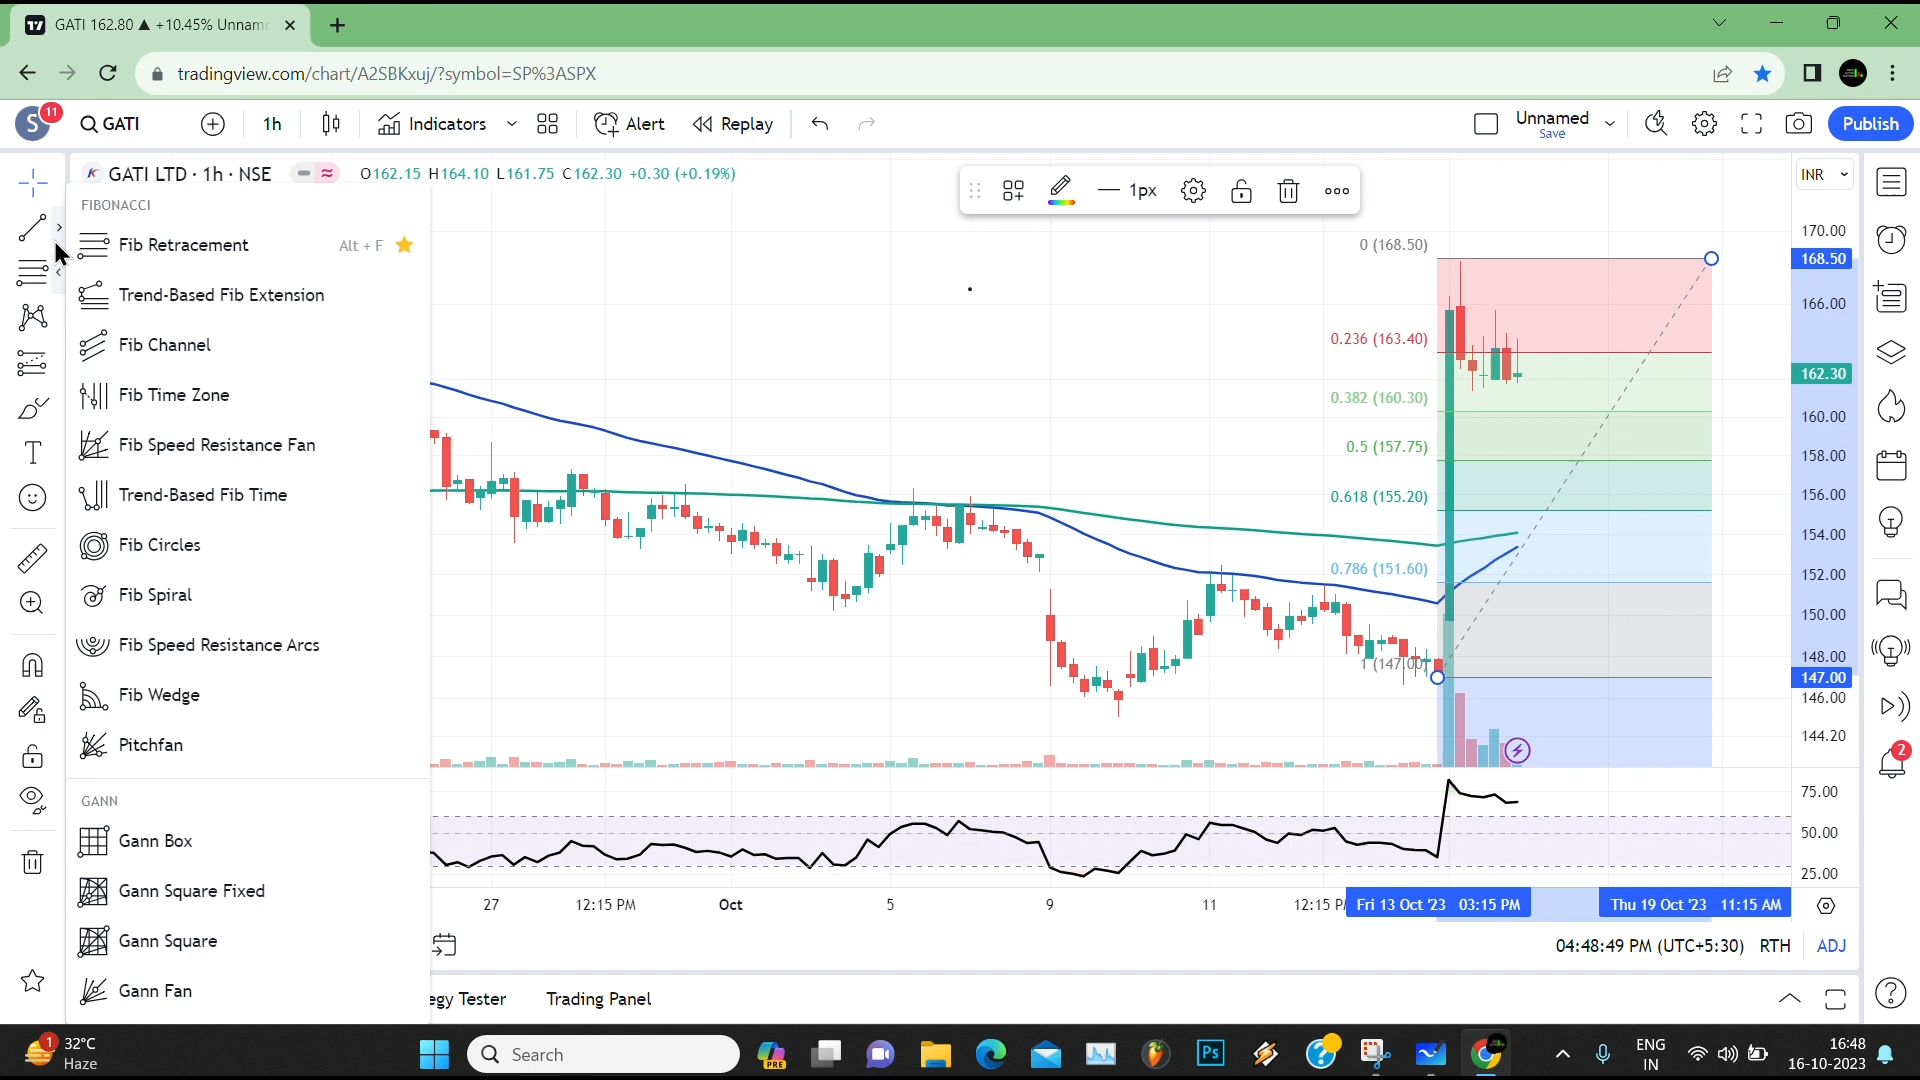 GATI 162.80 ▲ +10.45% Unnam
tradingview.com/chart/A2SBKxuj/?symbol=SP%3ASPX
S 11 GATI 1h Indicators Alert Replay Unnamed Save Publish
GATI LTD · 1h · NSE O162.15 H164.10 L161.75 C162.30 +0.30 (+0.19%) INR
1px
FIBONACCI
Fib Retracement Alt + F
Trend-Based Fib Extension
Fib Channel
Fib Time Zone
Fib Speed Resistance Fan
Trend-Based Fib Time
Fib Circles
Fib Spiral
Fib Speed Resistance Arcs
Fib Wedge
Pitchfan
GANN
Gann Box
Gann Square Fixed
Gann Square
Gann Fan
0 (168.50)
0.236 (163.40)
0.382 (160.30)
0.5 (157.75)
0.618 (155.20)
0.786 (151.60)
1 (147.00)
170.00
168.50
166.00
162.30
160.00
158.00
156.00
154.00
152.00
150.00
148.00
147.00
146.00
144.20
75.00
50.00
25.00
2
27 12:15 PM Oct 5 9 11 12:15 P Fri 13 Oct '23 03:15 PM Thu 19 Oct '23 11:15 AM
04:48:49 PM (UTC+5:30) RTH ADJ
egy Tester Trading Panel
1 32°C
Haze
Search
PRE
Ps
ENG
IN
16:48
16-10-2023